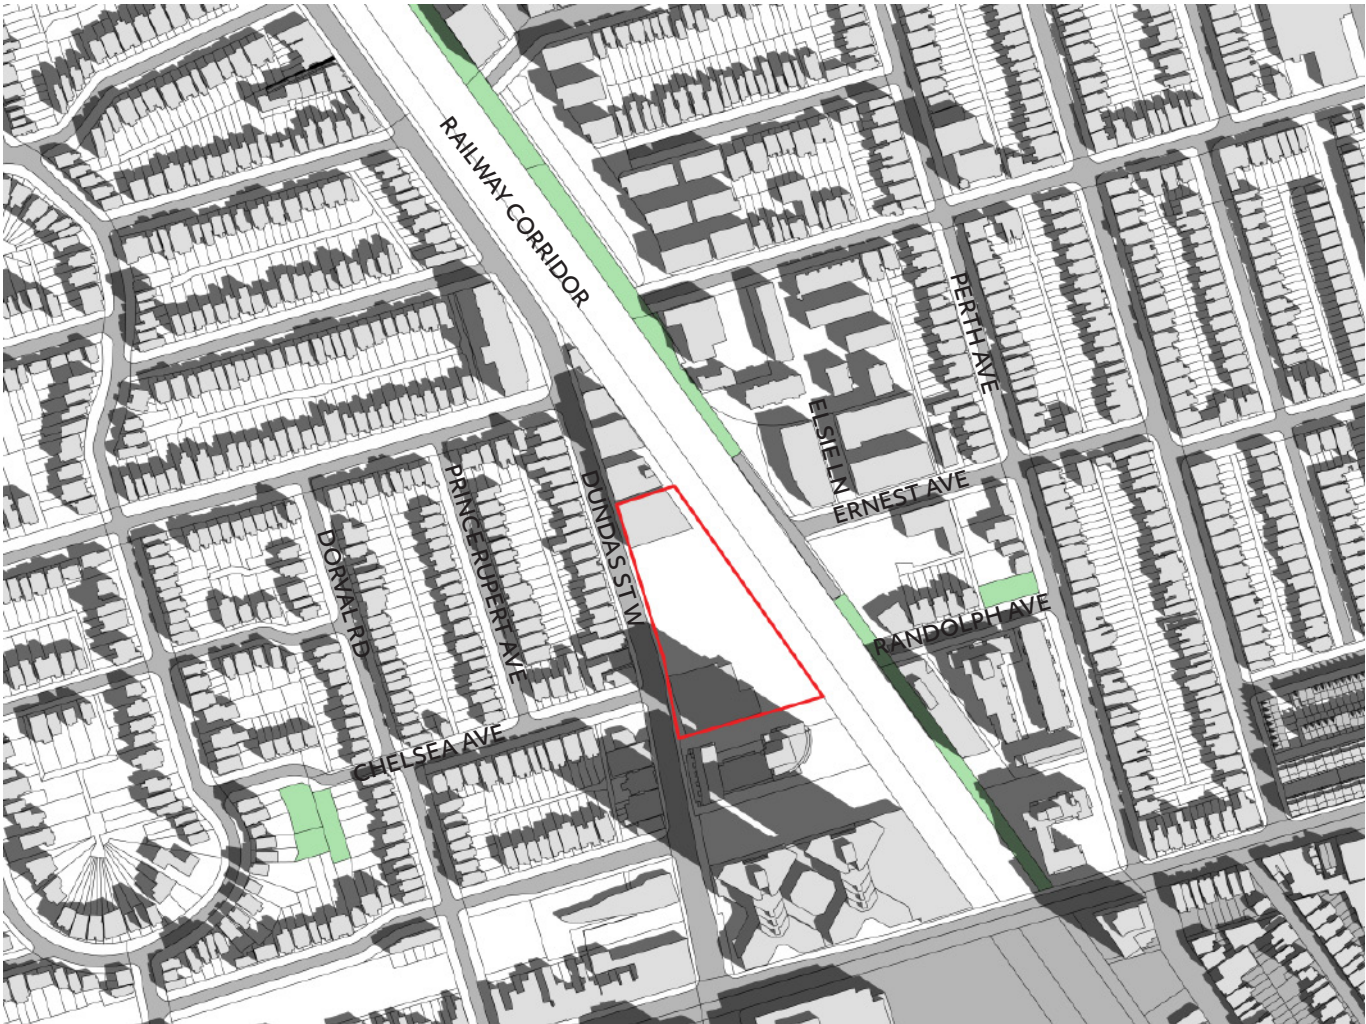 RAILWAY CORRIDOR
PERTH AVE
ELSIE LN
ERNEST AVE
PRINCE RUPERT AVE
DUNDAS ST W
DORVAL RD
RANDOLPH AVE
CHELSEA AVE